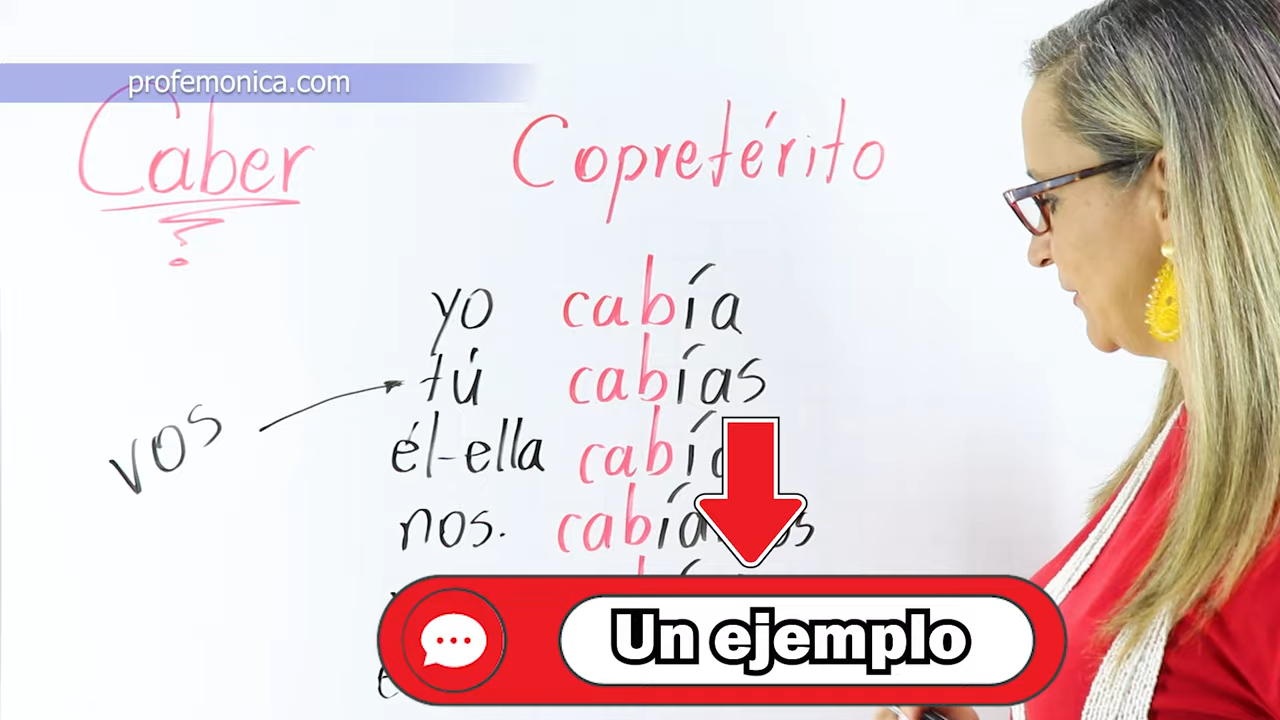 profemonica.com
Caber
Copretérito
yo cabía
tú cabías
vos
él-ella
nos.
Un ejemplo